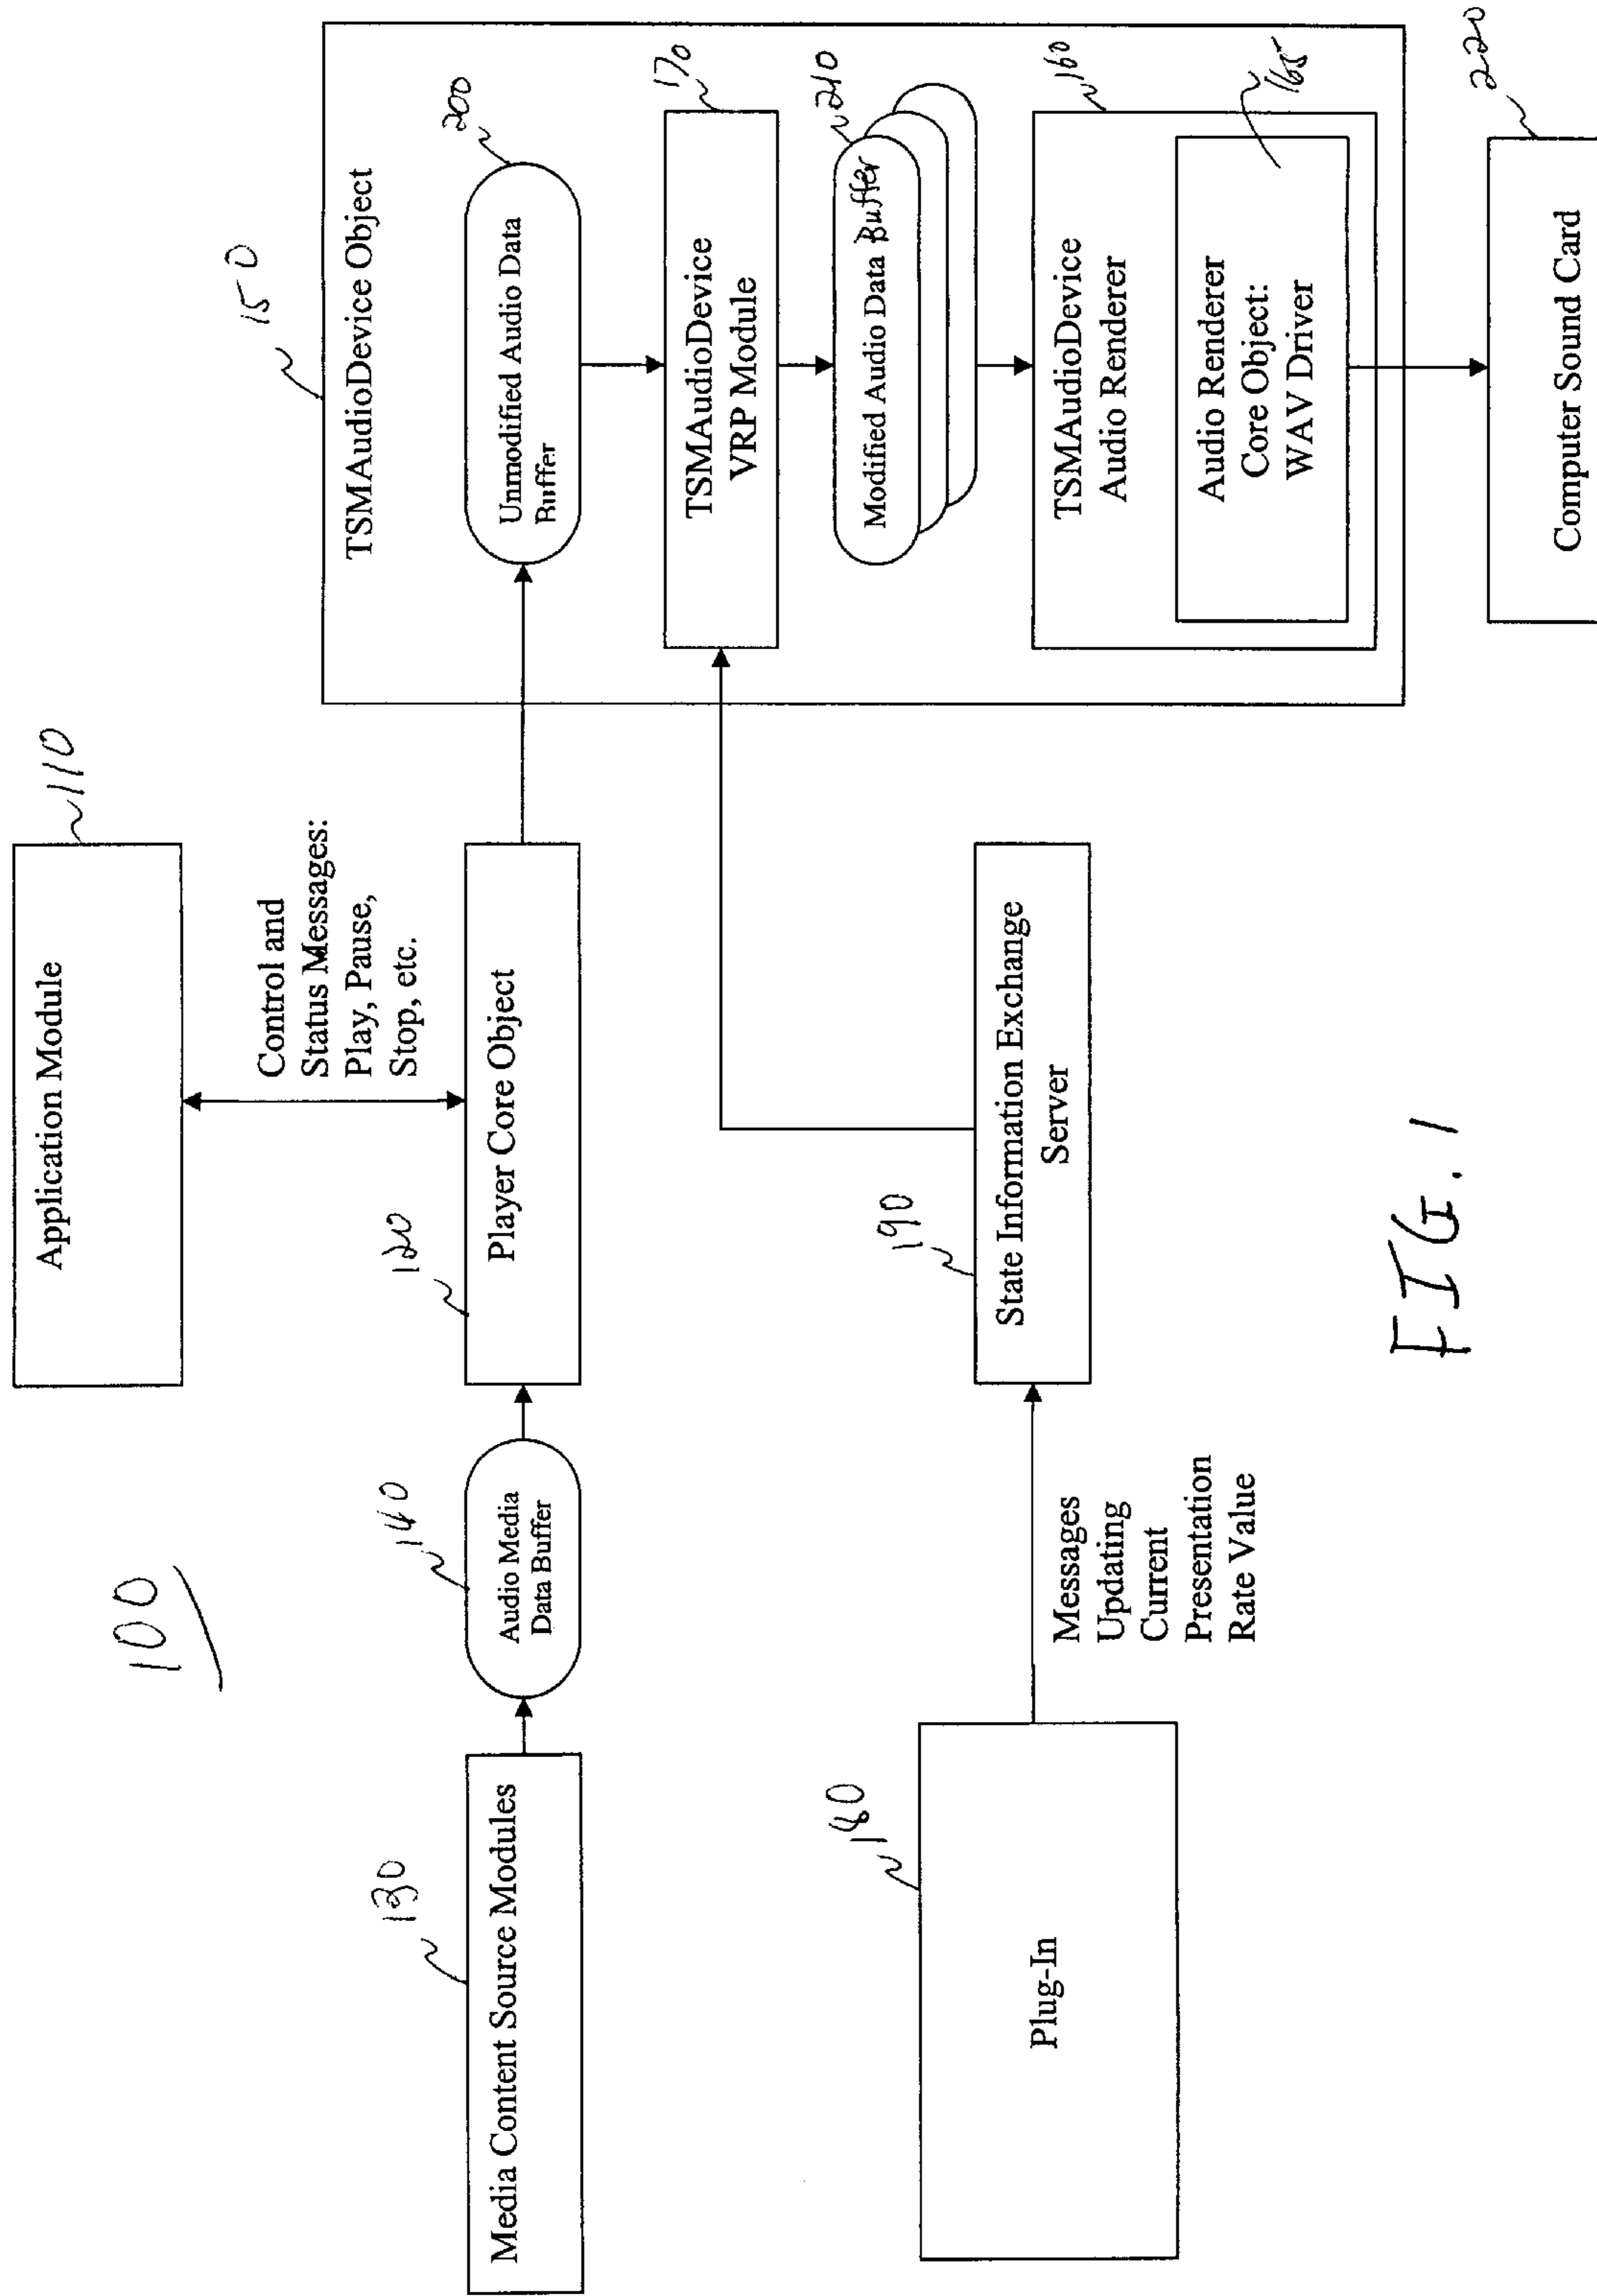 100
Application Module
110
Control and
Status Messages:
Play, Pause,
Stop, etc.
130
Media Content Source Modules
140
Audio Media
Data Buffer
120
Player Core Object
150
TSMAudioDevice Object
200
Unmodified Audio Data
Buffer
170
TSMAudioDevice
VRP Module
210
Modified Audio Data Buffer
160
TSMAudioDevice
Audio Renderer
165
Audio Renderer
Core Object:
WAV Driver
220
Computer Sound Card
180
Plug-In
Messages
Updating
Current
Presentation
Rate Value
190
State Information Exchange
Server
FIG. 1